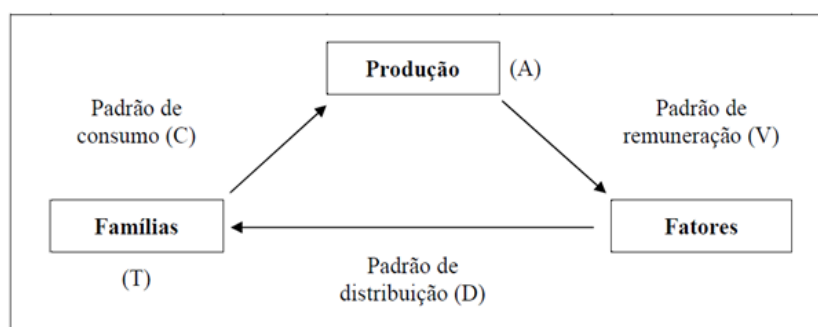 Produção
(A)
Padrão de
consumo (C)
Padrão de
remuneração (V)
Famílias
Fatores
(T)
Padrão de
distribuição (D)